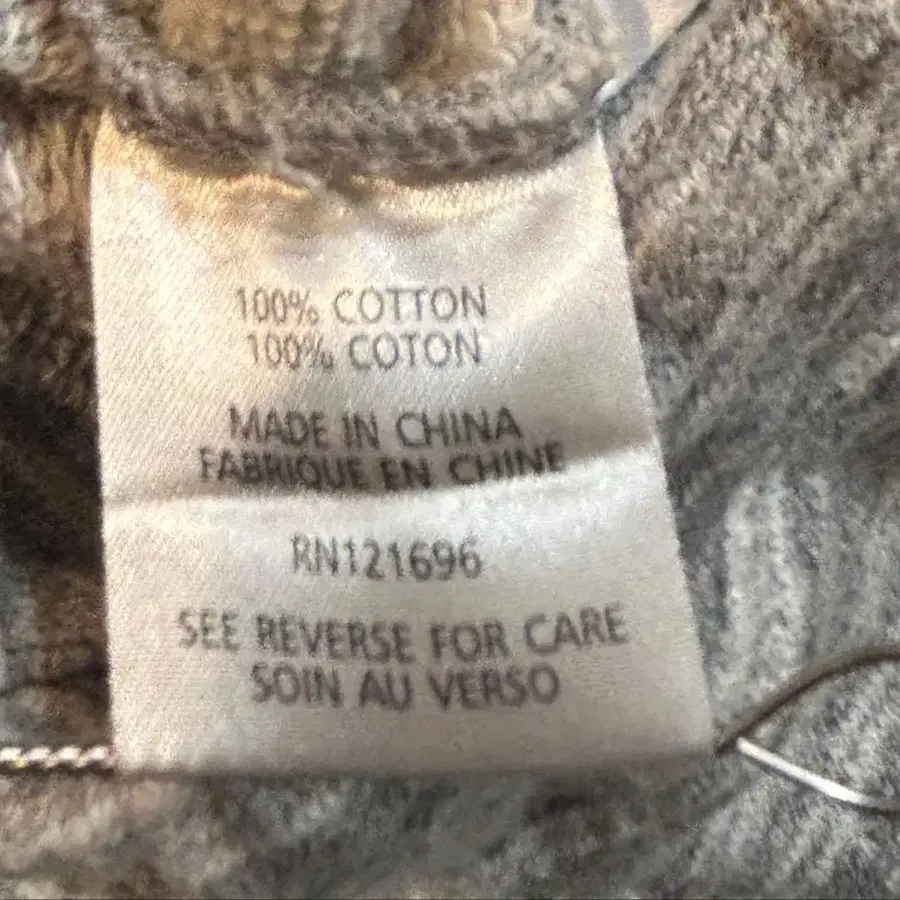 100% COTTON
100% COTON
MADE IN CHINA
FABRIQUE EN CHINE
RN121696
SEE REVERSE FOR CARE
SOIN AU VERSO